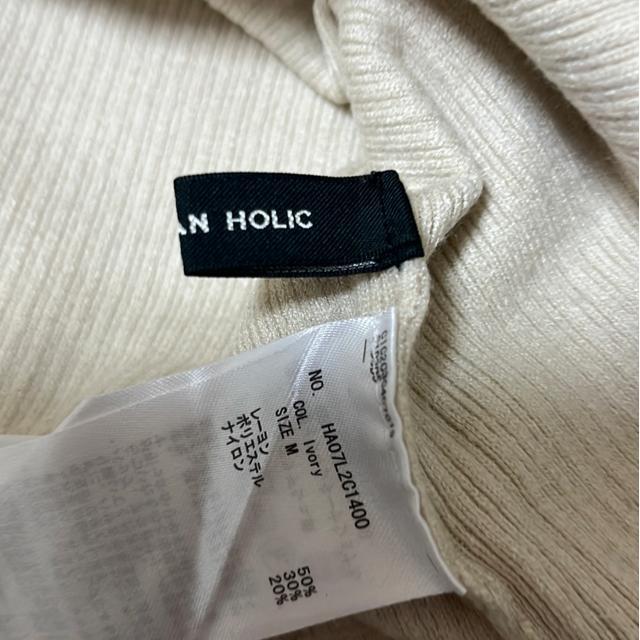 AN HOLIC
NO. HA07L2C1400
COL. Ivory
SIZE M
レーヨン 50%
ポリエステル 30%
ナイロン 20%